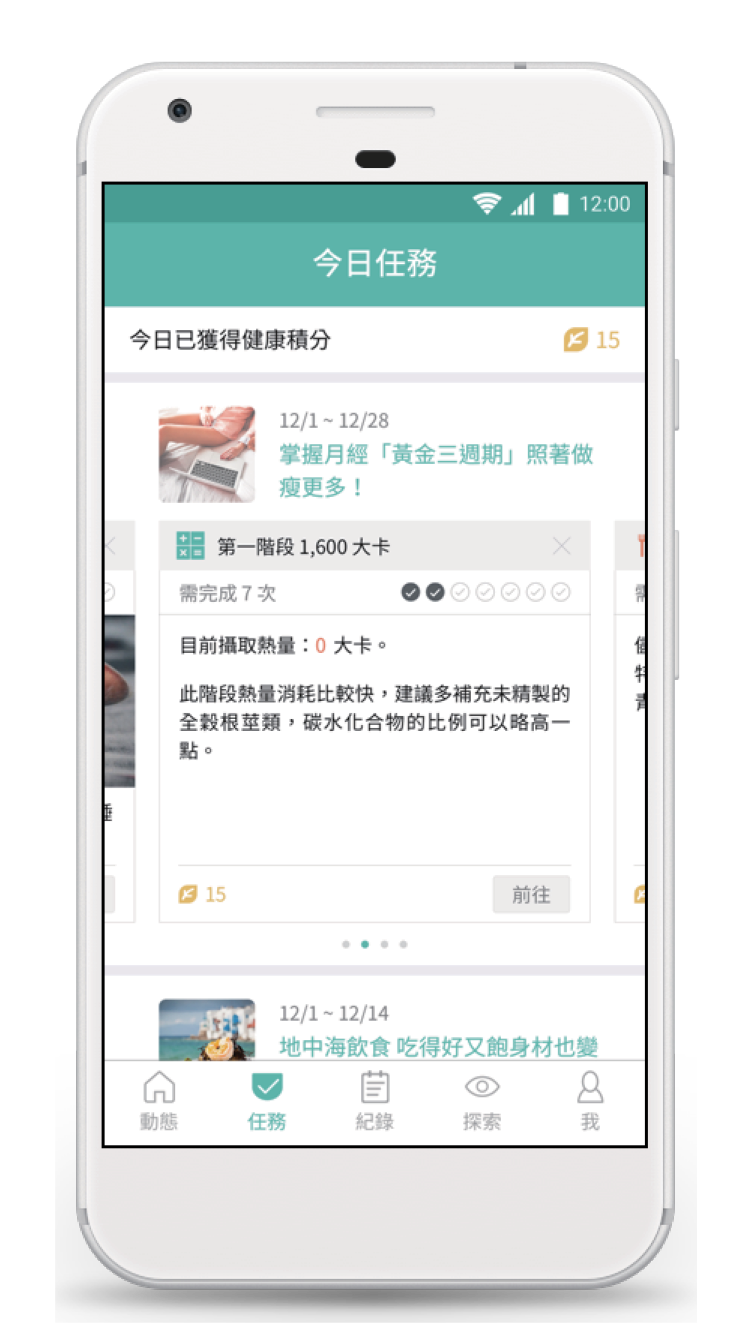 12:00
今日任務
今日已獲得健康積分 15
12/1 ~ 12/28
掌握月經「黃金三週期」照著做
瘦更多！
第一階段 1,600 大卡
需完成 7 次
目前攝取熱量：0 大卡。
此階段熱量消耗比較快，建議多補充未精製的
全穀根莖類，碳水化合物的比例可以略高一
點。
15
前往
12/1 ~ 12/14
地中海飲食 吃得好又飽身材也變
動態 任務 紀錄 探索 我